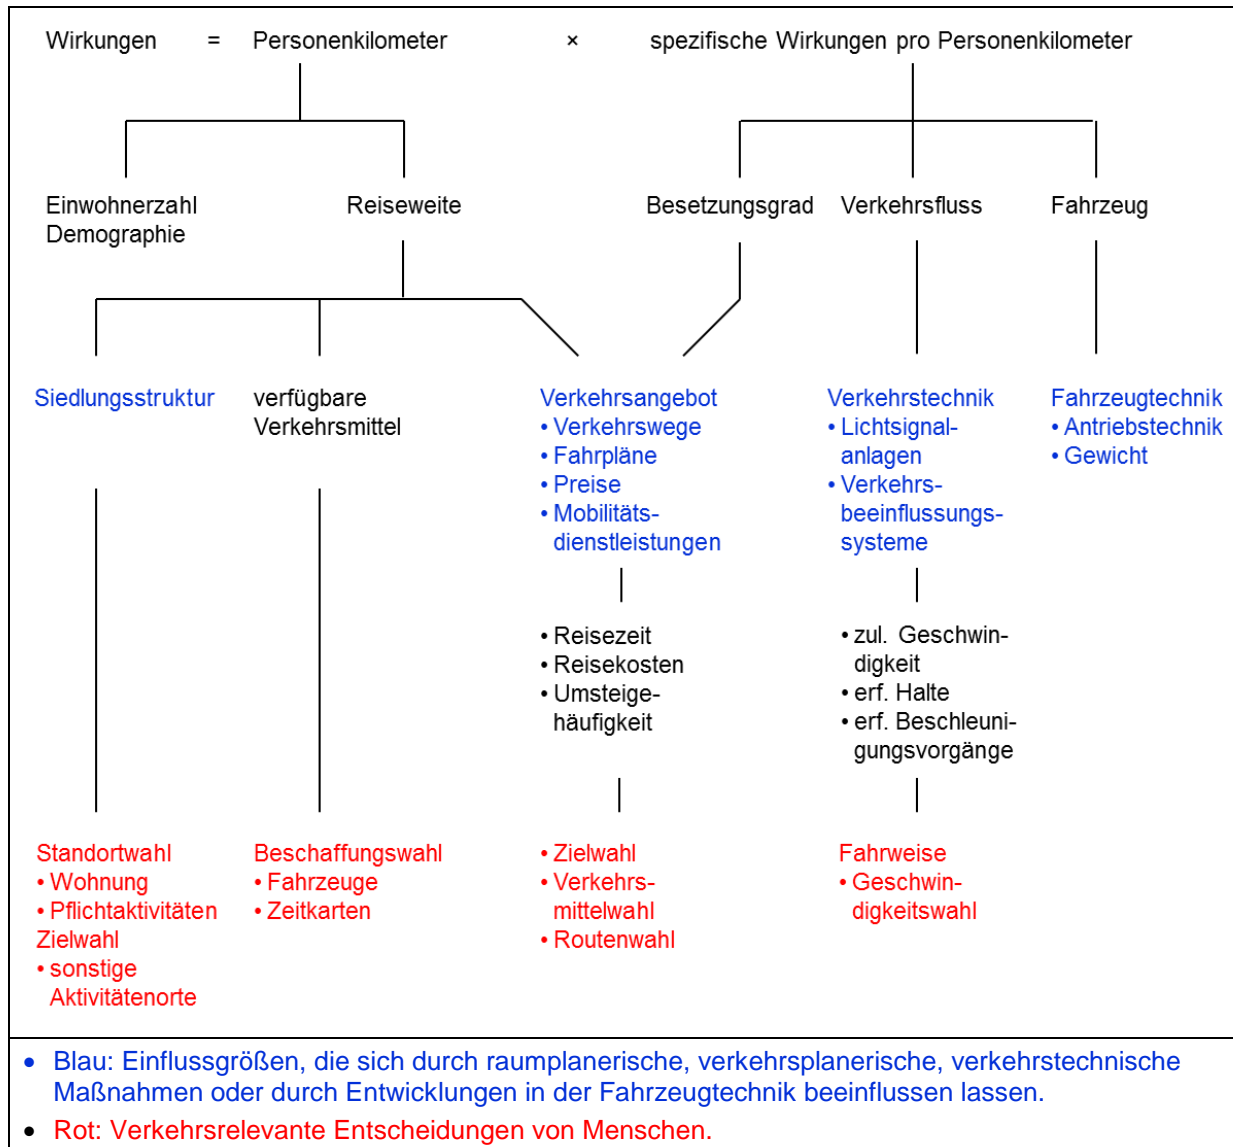 Wirkungen = Personenkilometer × spezifische Wirkungen pro Personenkilometer
Einwohnerzahl
Demographie
Reiseweite
Besetzungsgrad
Verkehrsfluss
Fahrzeug
Siedlungsstruktur
verfügbare
Verkehrsmittel
Verkehrsangebot
• Verkehrswege
• Fahrpläne
• Preise
• Mobilitäts-
dienstleistungen
Verkehrstechnik
• Lichtsignal-
anlagen
• Verkehrs-
beeinflussungs-
systeme
Fahrzeugtechnik
• Antriebstechnik
• Gewicht
• Reisezeit
• Reisekosten
• Umsteige-
häufigkeit
• zul. Geschwin-
digkeit
• erf. Halte
• erf. Beschleuni-
gungsvorgänge
Standortwahl
• Wohnung
• Pflichtaktivitäten
Zielwahl
• sonstige
Aktivitätenorte
Beschaffungswahl
• Fahrzeuge
• Zeitkarten
• Zielwahl
• Verkehrs-
mittelwahl
• Routenwahl
Fahrweise
• Geschwin-
digkeitswahl
• Blau: Einflussgrößen, die sich durch raumplanerische, verkehrsplanerische, verkehrstechnische
Maßnahmen oder durch Entwicklungen in der Fahrzeugtechnik beeinflussen lassen.
• Rot: Verkehrsrelevante Entscheidungen von Menschen.